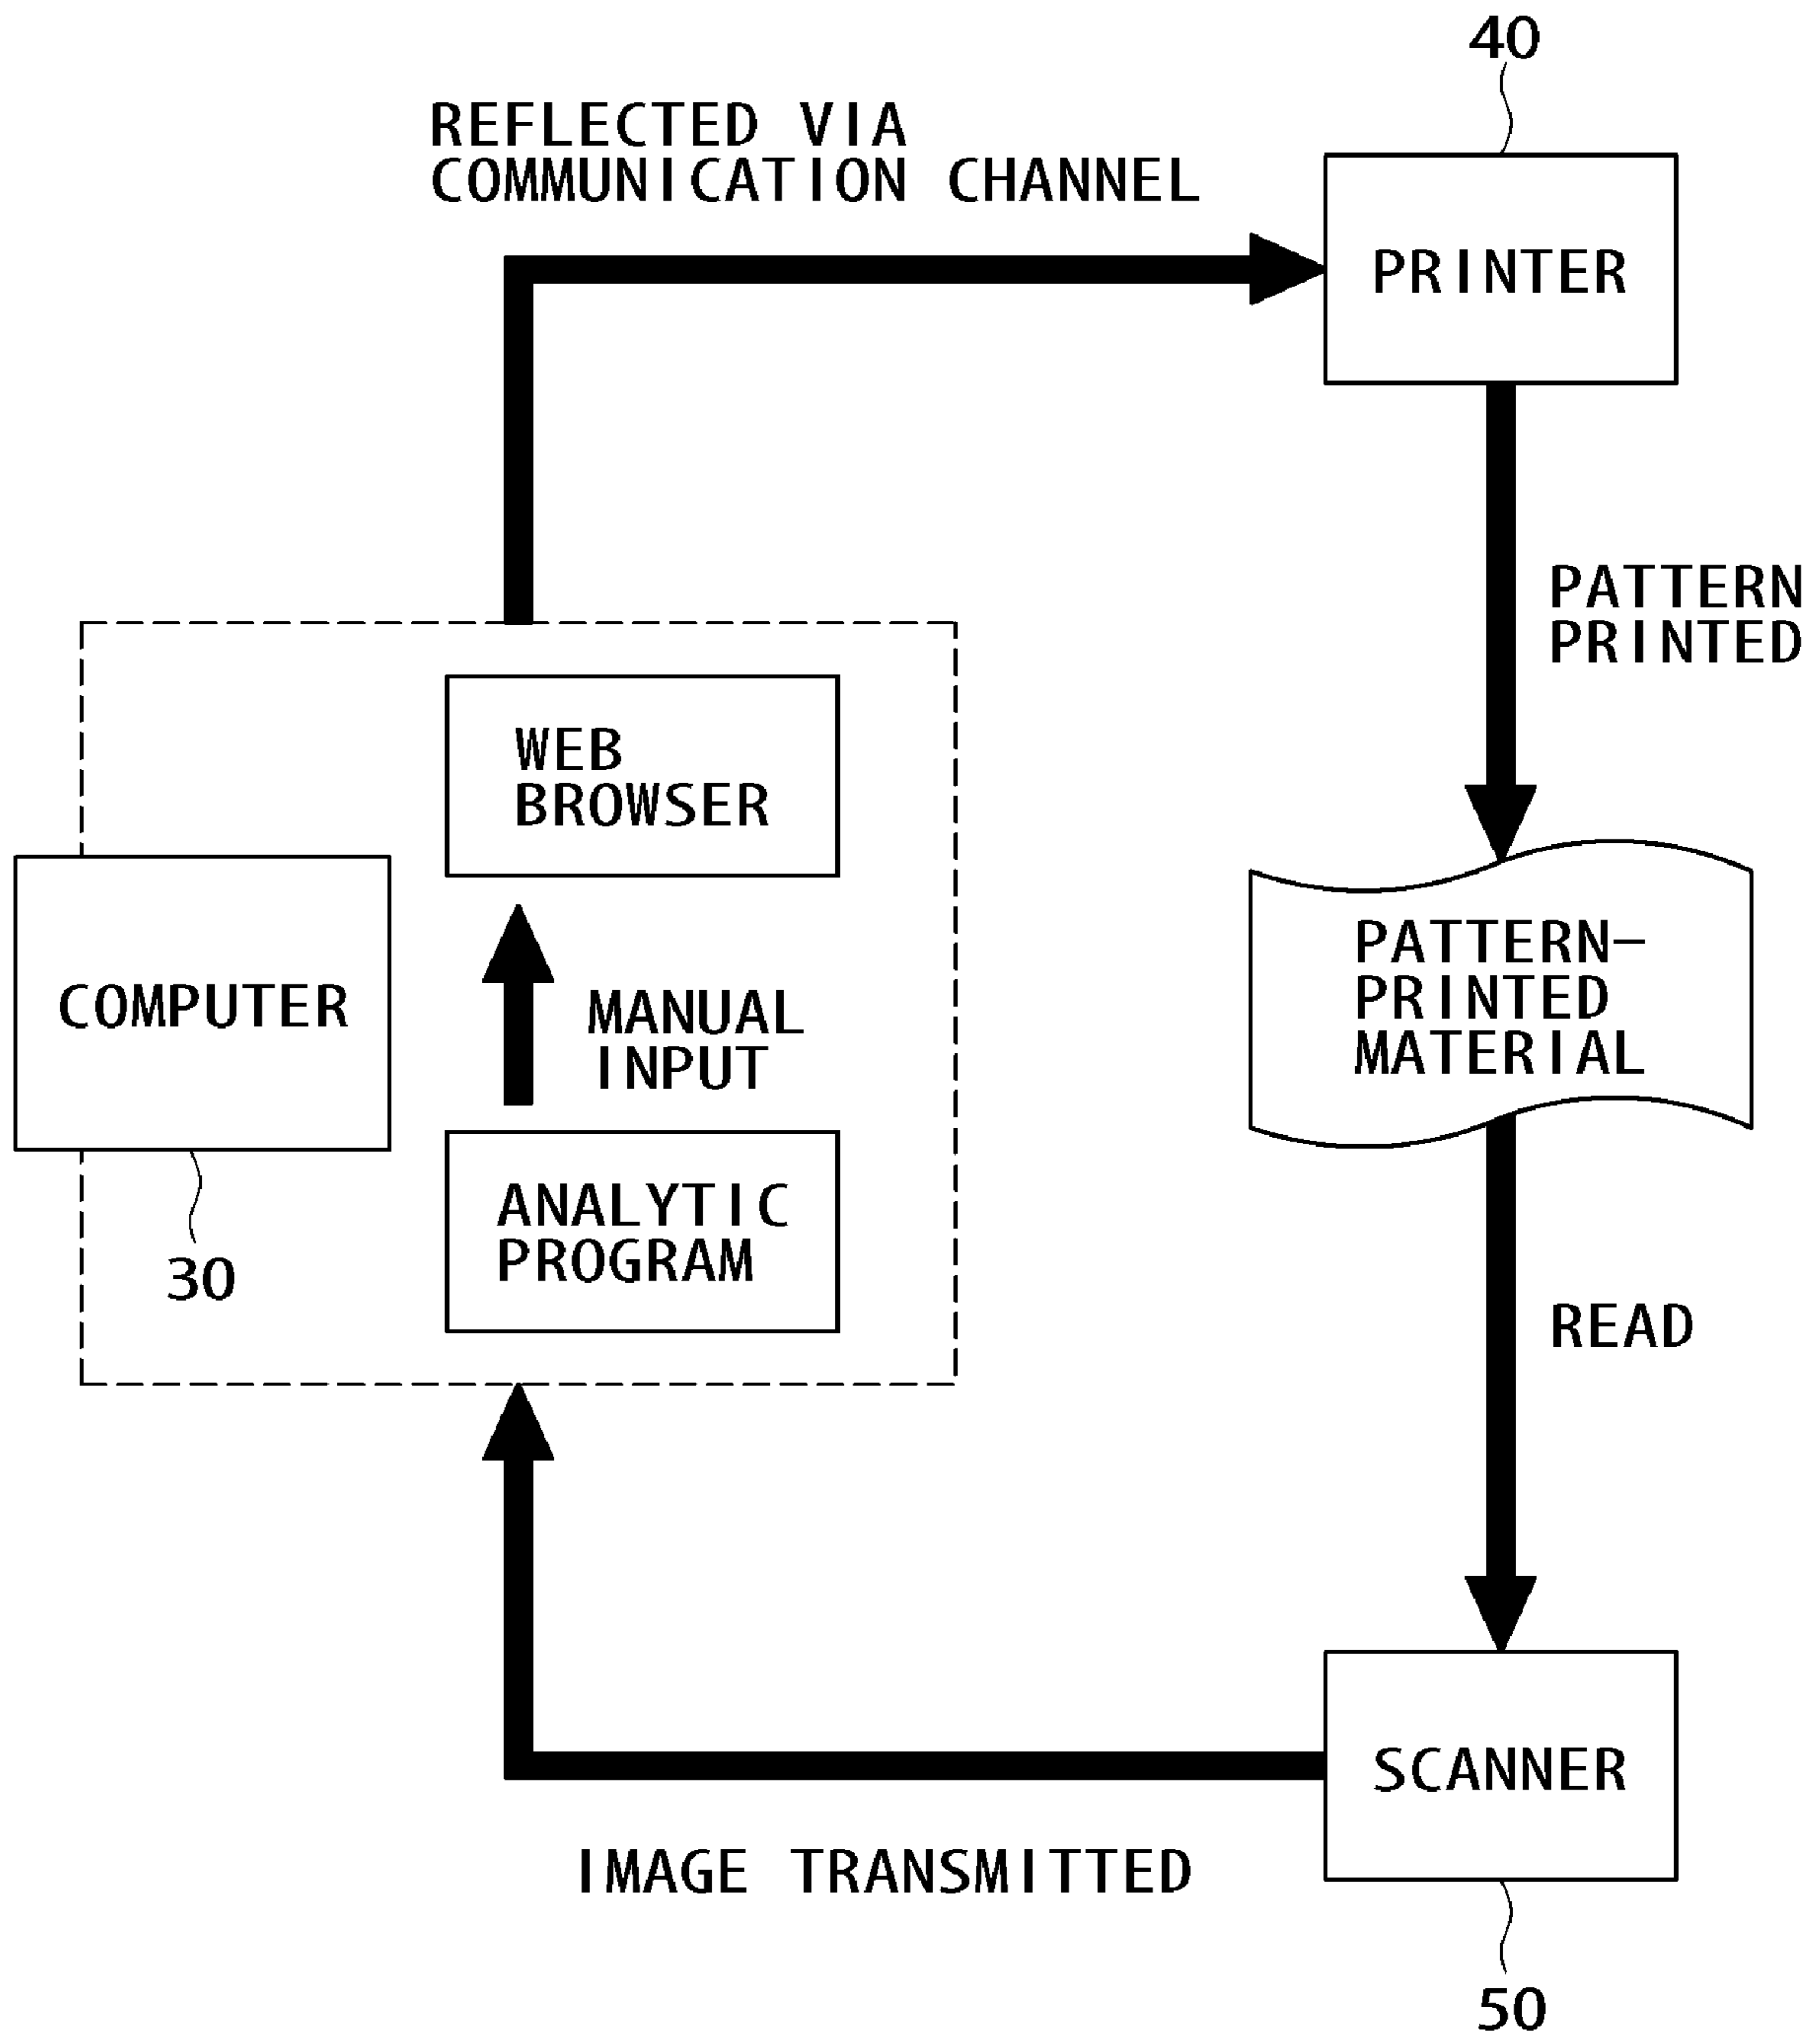 40
REFLECTED VIA
COMMUNICATION CHANNEL
PRINTER
PATTERN
PRINTED
WEB
BROWSER
COMPUTER
MANUAL
INPUT
PATTERN—
PRINTED
MATERIAL
ANALYTIC
PROGRAM
30
READ
SCANNER
IMAGE TRANSMITTED
50